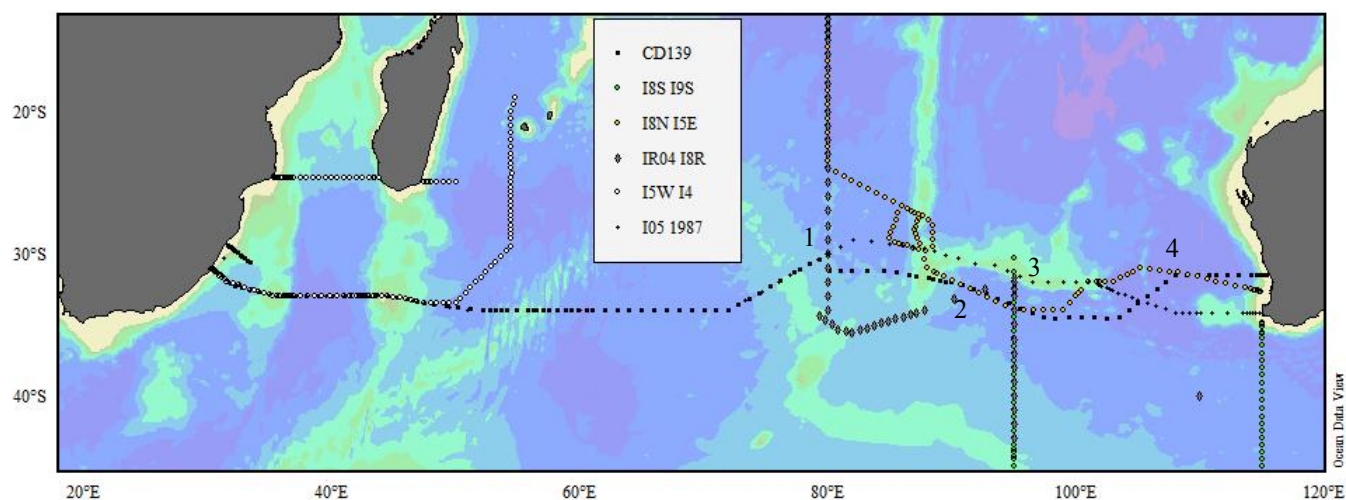 CD139
I8S I9S
I8N I5E
IR04 I8R
I5W I4
I05 1987
20°S
30°S
40°S
1
2
3
4
20°E
40°E
60°E
80°E
100°E
120°E
Ocean Data View